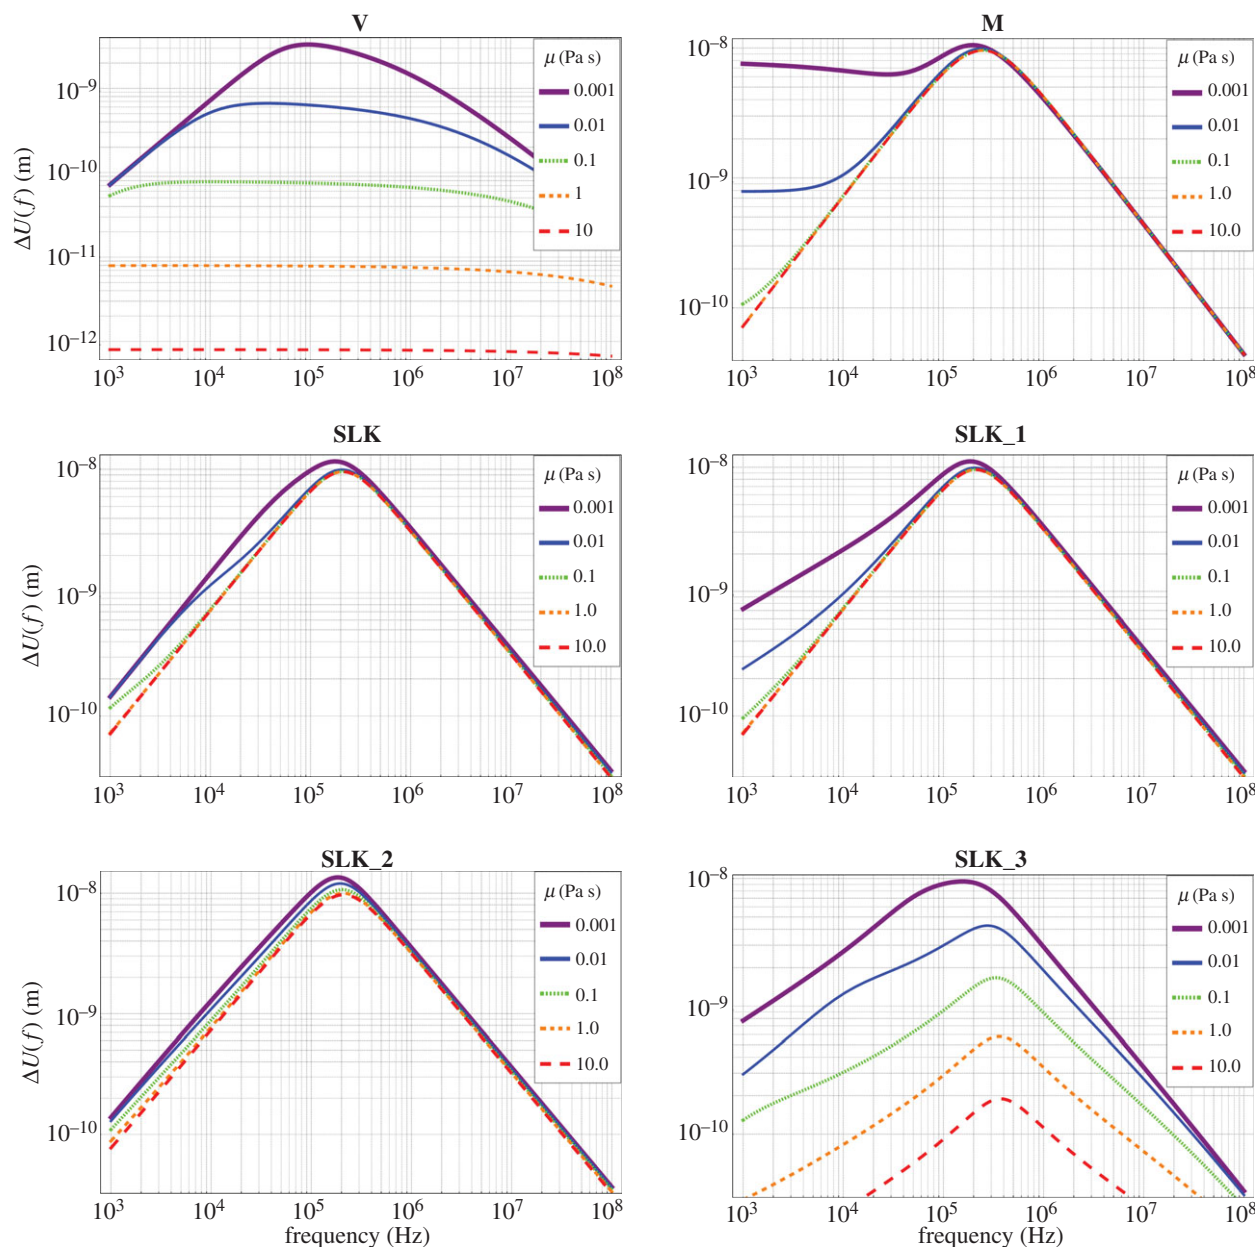 V
ΔU(f) (m)
10⁻⁹
10⁻¹⁰
10⁻¹¹
10⁻¹²
10³ 10⁴ 10⁵ 10⁶ 10⁷ 10⁸
μ (Pa s)
0.001
0.01
0.1
1
10
M
10⁻⁸
10⁻⁹
10⁻¹⁰
10³ 10⁴ 10⁵ 10⁶ 10⁷ 10⁸
μ (Pa s)
0.001
0.01
0.1
1.0
10.0
SLK
ΔU(f) (m)
10⁻⁸
10⁻⁹
10⁻¹⁰
10³ 10⁴ 10⁵ 10⁶ 10⁷ 10⁸
μ (Pa s)
0.001
0.01
0.1
1.0
10.0
SLK_1
10⁻⁸
10⁻⁹
10⁻¹⁰
10³ 10⁴ 10⁵ 10⁶ 10⁷ 10⁸
μ (Pa s)
0.001
0.01
0.1
1.0
10.0
SLK_2
ΔU(f) (m)
10⁻⁸
10⁻⁹
10⁻¹⁰
10³ 10⁴ 10⁵ 10⁶ 10⁷ 10⁸
frequency (Hz)
μ (Pa s)
0.001
0.01
0.1
1.0
10.0
SLK_3
10⁻⁸
10⁻⁹
10⁻¹⁰
10³ 10⁴ 10⁵ 10⁶ 10⁷ 10⁸
frequency (Hz)
μ (Pa s)
0.001
0.01
0.1
1.0
10.0